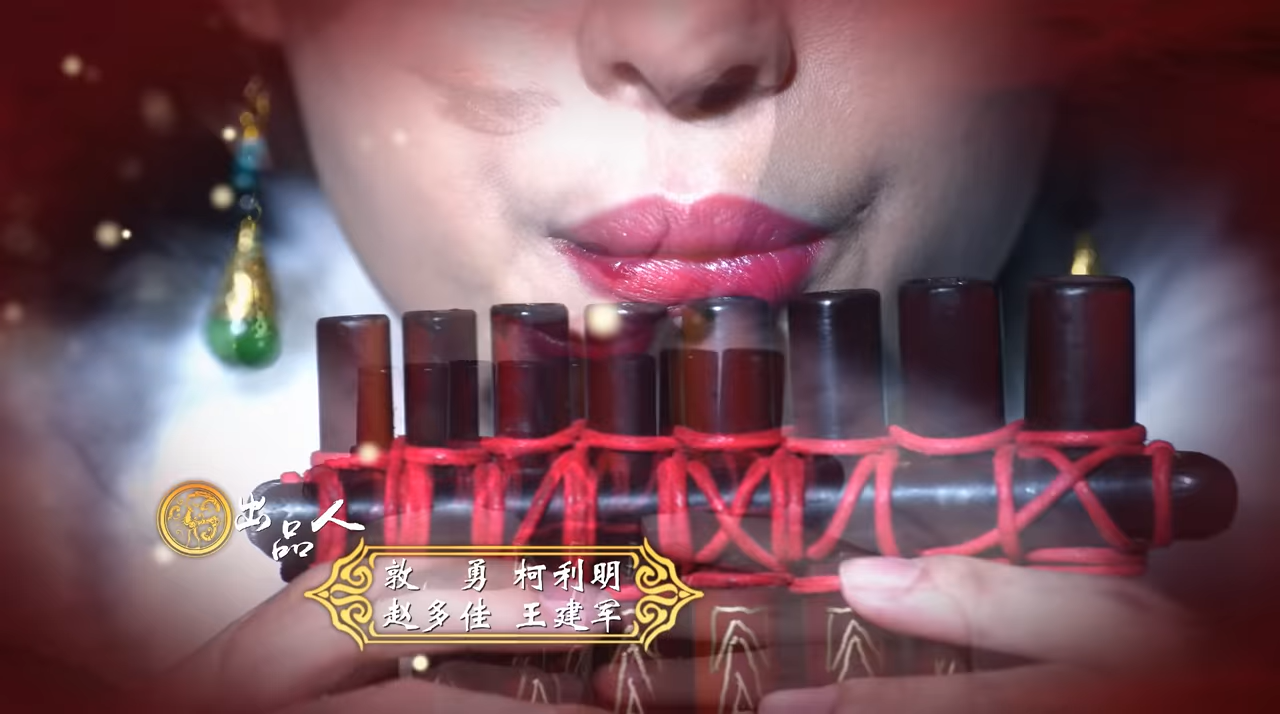 出品人
敦　勇 柯利明
赵多佳 王建军